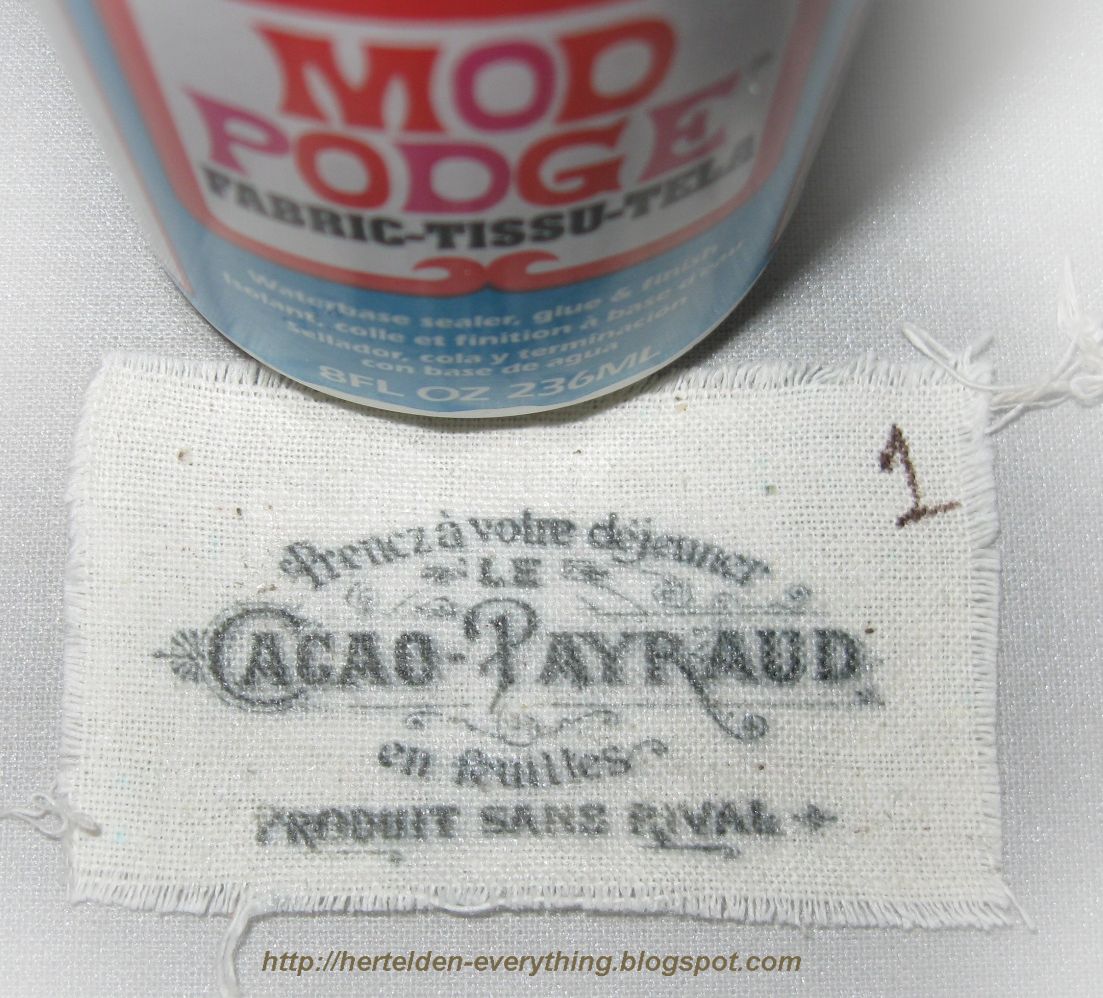 MOD
PODGE
FABRIC-TISSU-TELA
Waterbase sealer, glue & finish
Isolant, colle et finition à base d'eau
Sellador, cola y terminación
con base de agua
8FL OZ 236ML
1
Prenez à votre déjeuner
LE
CACAO-PAYRAUD
en feuilles
PRODUIT SANS RIVAL
http://hertelden-everything.blogspot.com